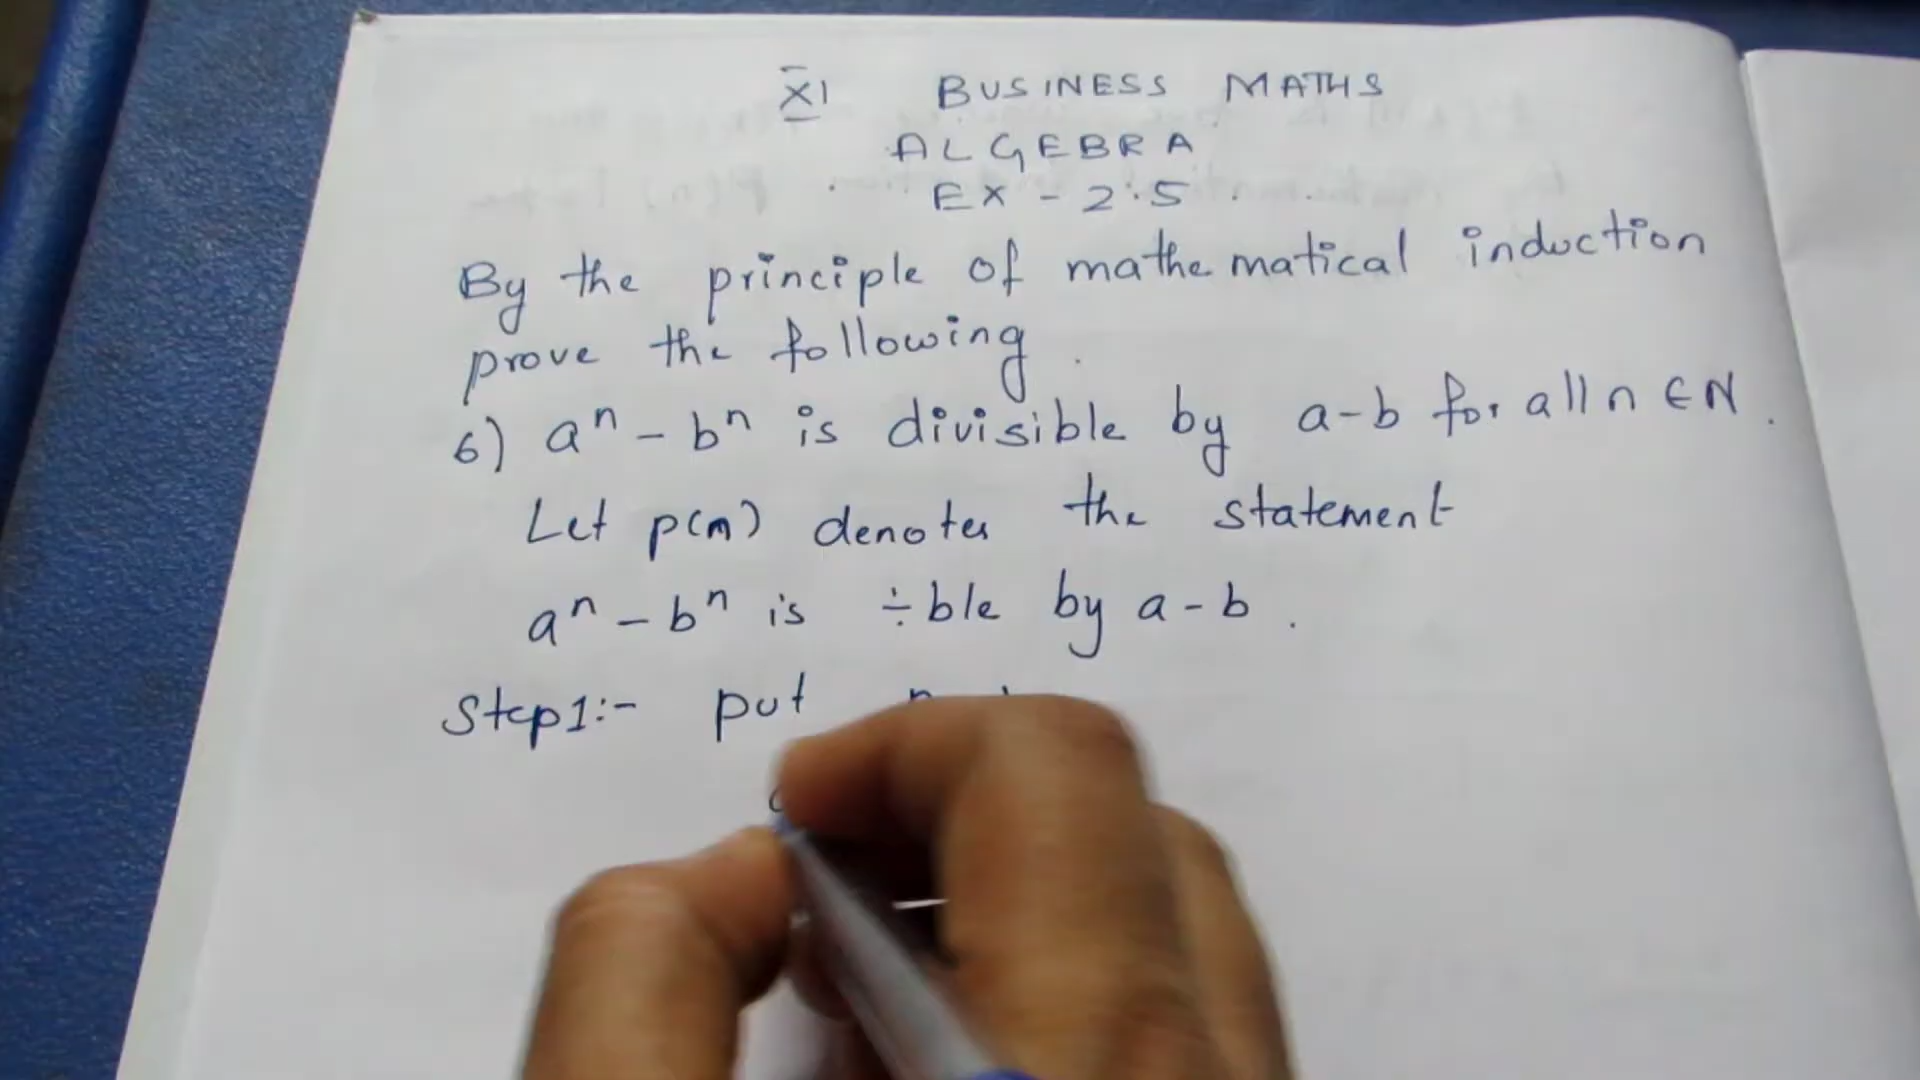 XI BUSINESS MATHS
ALGEBRA
EX - 2.5
By the principle of mathematical induction
prove the following
6) aⁿ - bⁿ is divisible by a-b for all n ∈ N.
Let p(n) denotes the statement
aⁿ - bⁿ is ÷ble by a - b.
Step1:- put